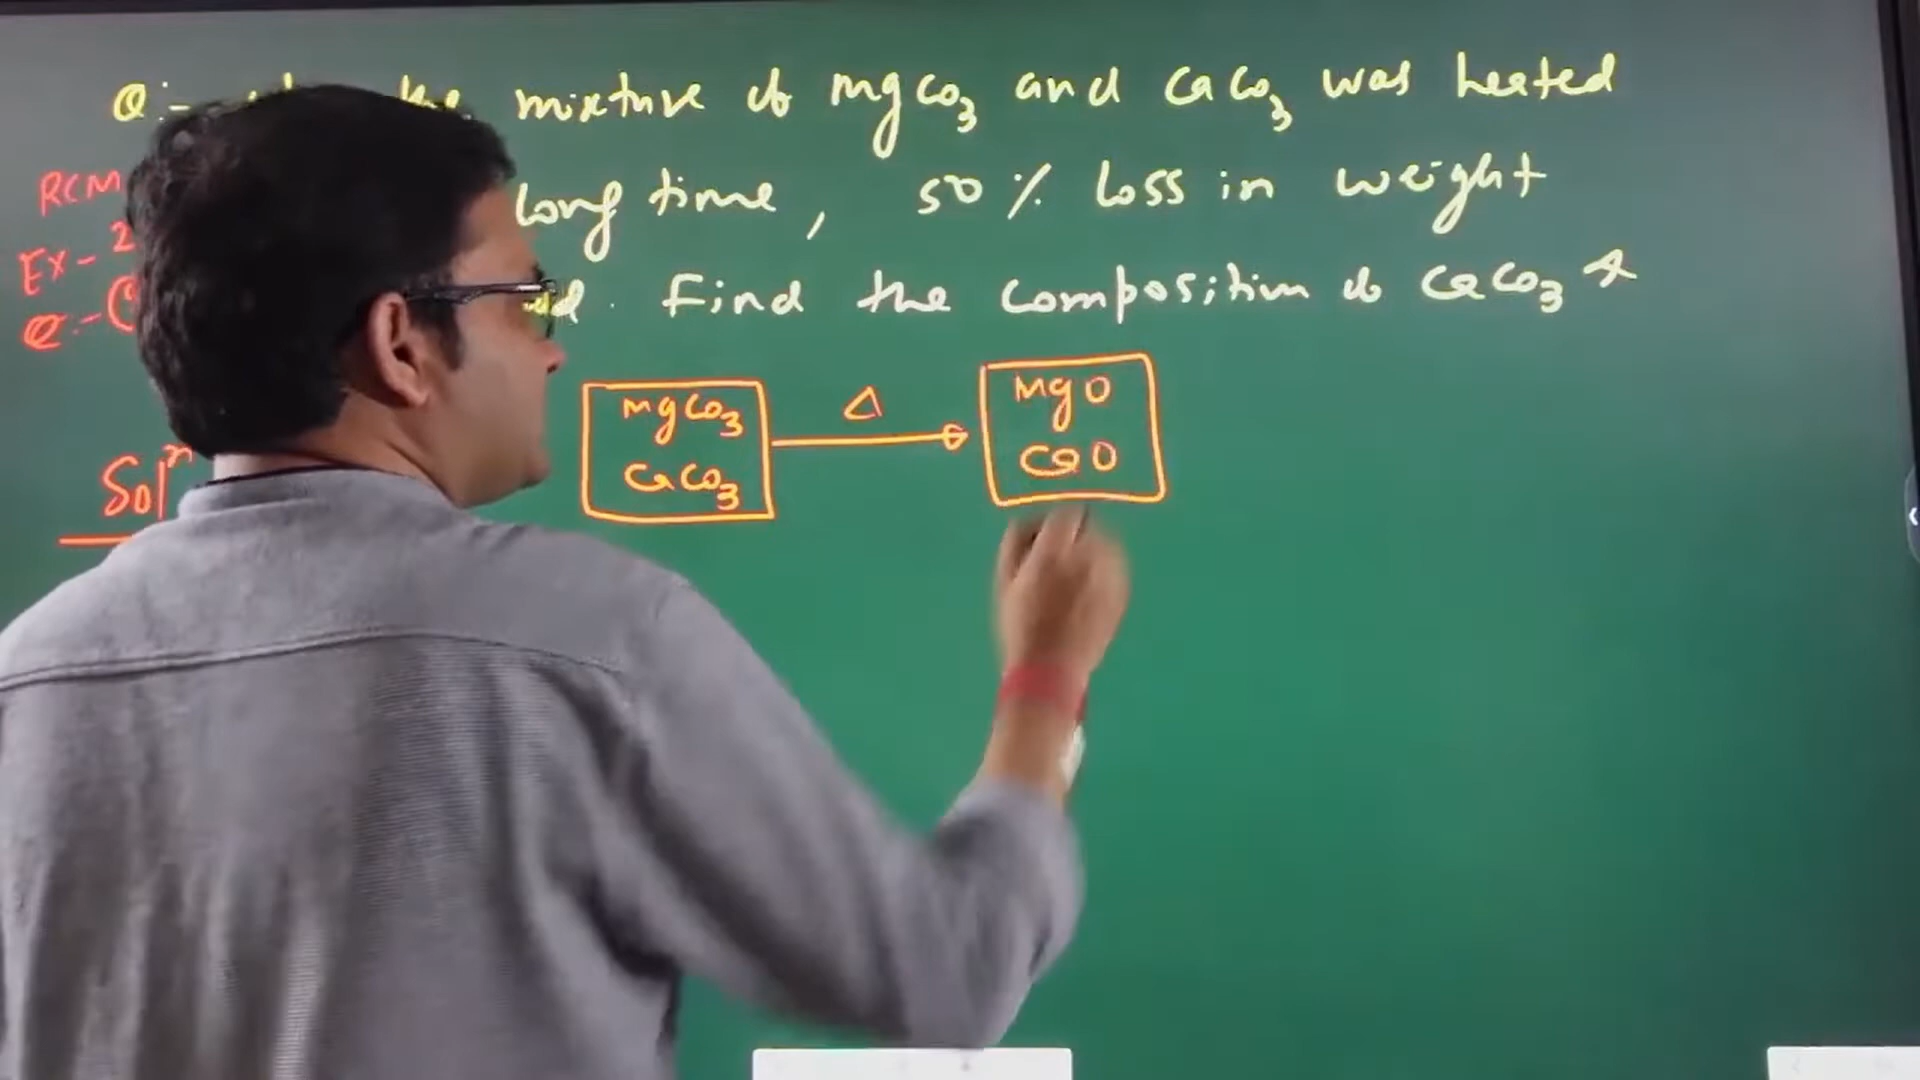 Q:- the mixture of MgCO3 and CaCO3 was heated
RCM
long time, 50% Loss in weight
Ex-2
Q:-(
d. Find the composition of CaCO3
MgCO3 Δ MgO
CaCO3 CaO
Solⁿ